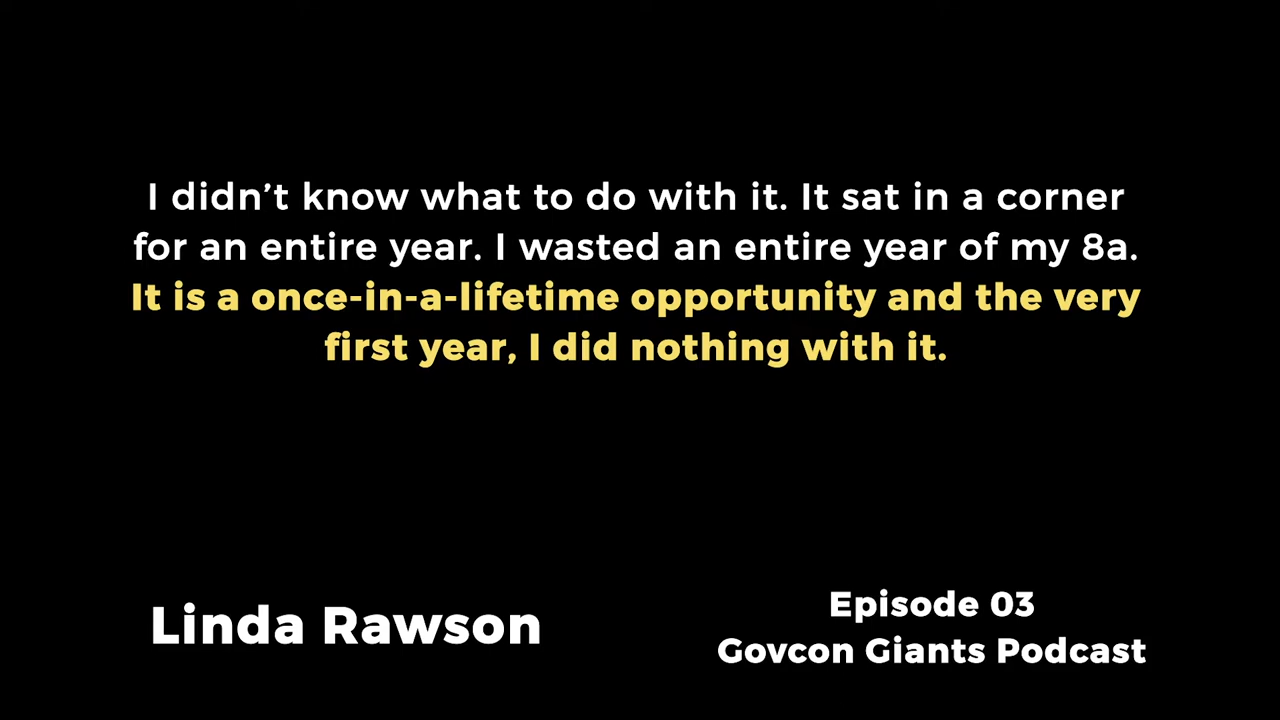 I didn’t know what to do with it. It sat in a corner
for an entire year. I wasted an entire year of my 8a.
It is a once-in-a-lifetime opportunity and the very
first year, I did nothing with it.
Linda Rawson
Episode 03
Govcon Giants Podcast